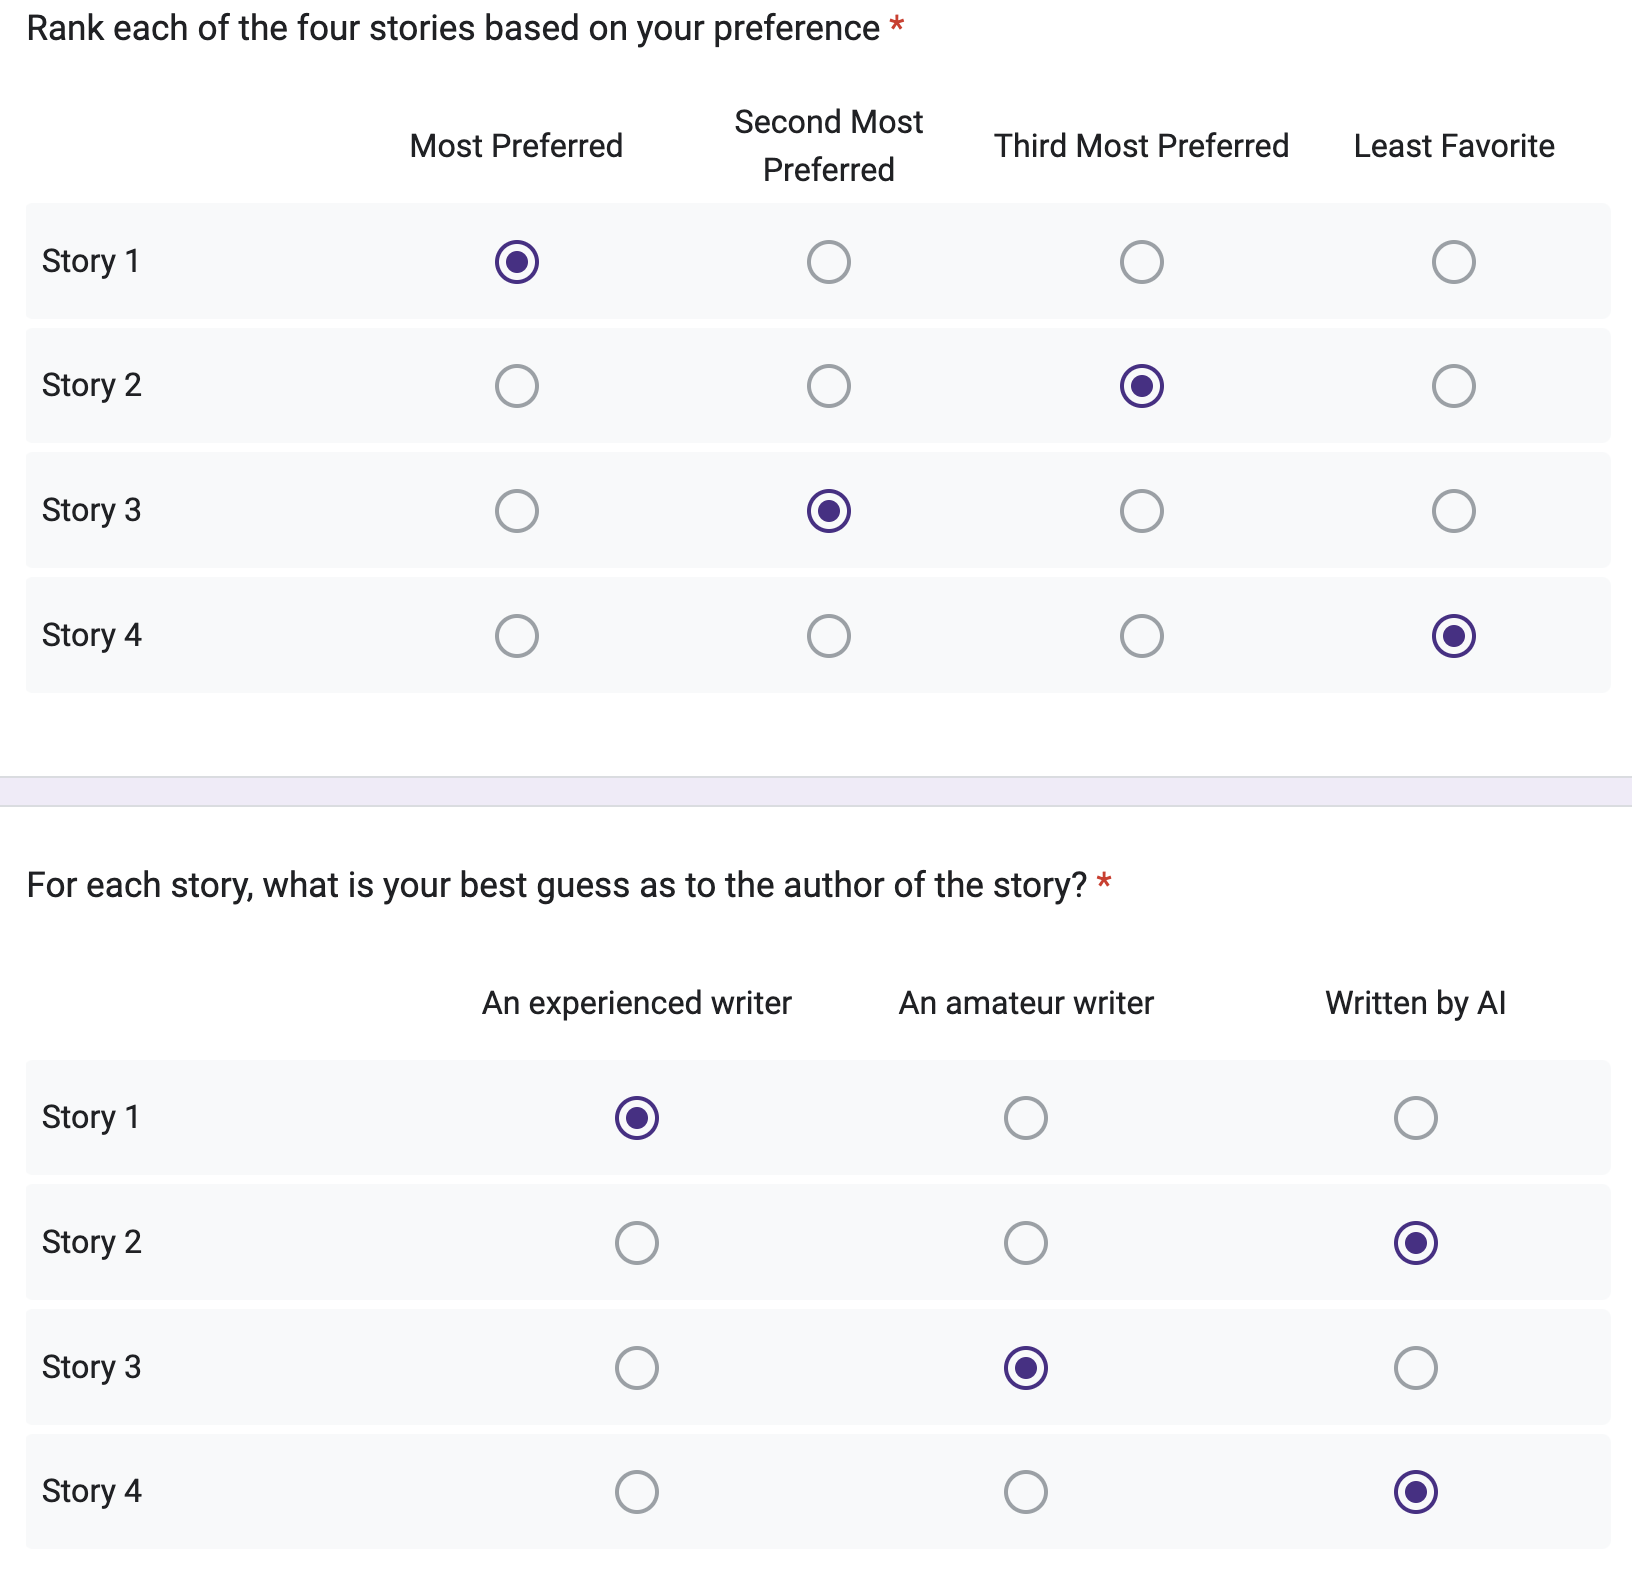 Rank each of the four stories based on your preference *
Most Preferred
Second Most
Preferred
Third Most Preferred
Least Favorite
Story 1
Story 2
Story 3
Story 4
For each story, what is your best guess as to the author of the story? *
An experienced writer
An amateur writer
Written by AI
Story 1
Story 2
Story 3
Story 4